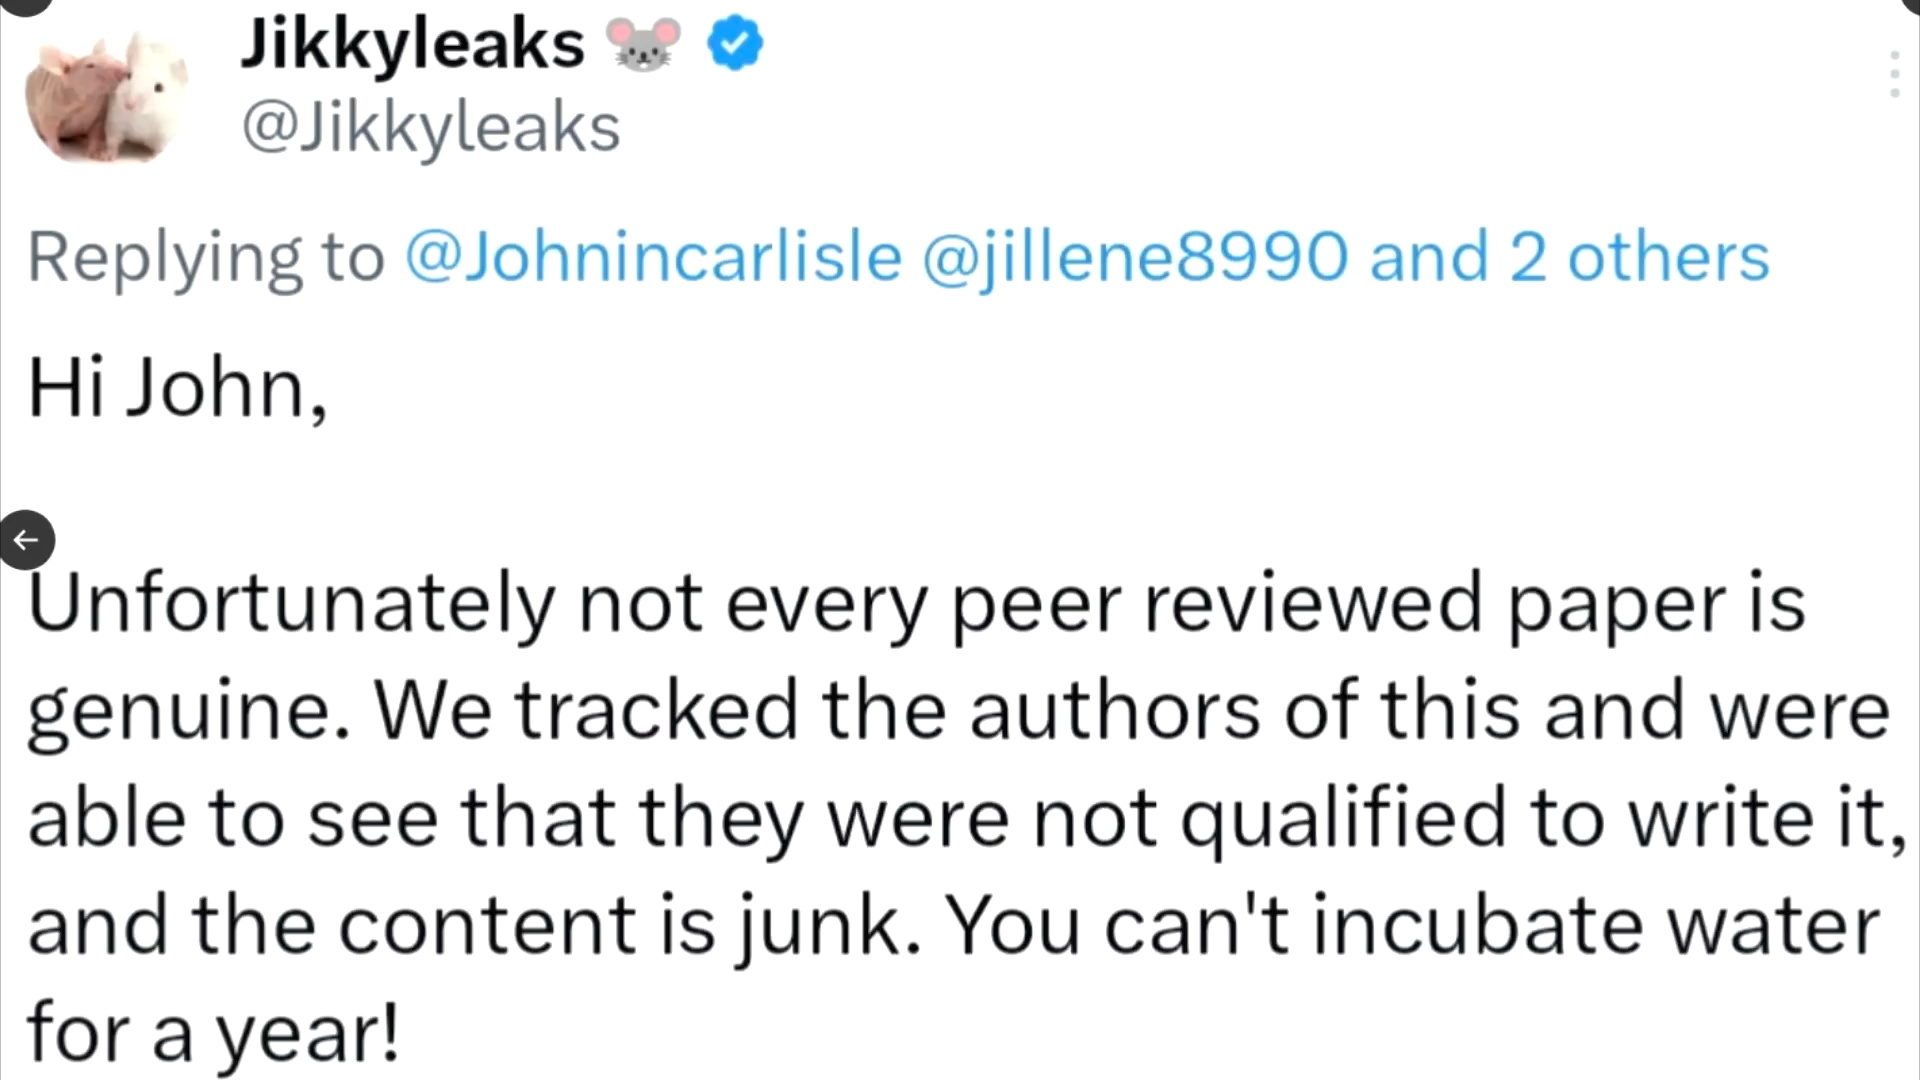 Jikkyleaks 🐭
@Jikkyleaks
Replying to @Johnincarlisle @jillene8990 and 2 others
Hi John,
Unfortunately not every peer reviewed paper is
genuine. We tracked the authors of this and were
able to see that they were not qualified to write it,
and the content is junk. You can't incubate water
for a year!